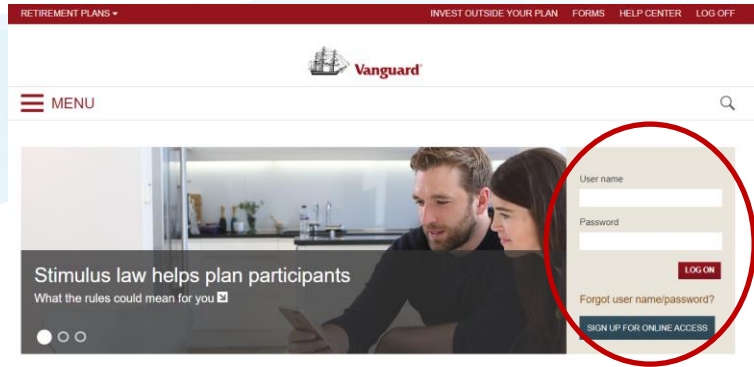 RETIREMENT PLANS
INVEST OUTSIDE YOUR PLAN FORMS HELP CENTER LOG OFF
Vanguard
MENU
Stimulus law helps plan participants
What the rules could mean for you
User name
Password
LOG ON
Forgot user name/password?
SIGN UP FOR ONLINE ACCESS